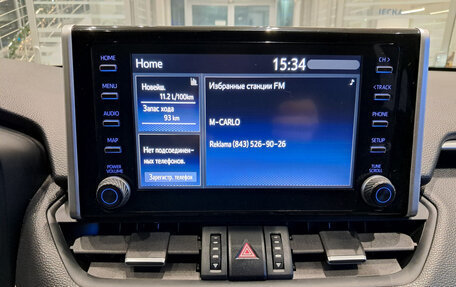 JECNA
HOME
MENU
AUDIO
MAP
POWER
VOLUME
Home
15:34
Новейш.
11.2 L/100km
Запас хода
93 km
Нет подсоединен-
ных телефонов.
Зарегистр. телефон
Избранные станции FM
M-CARLO
Reklama (843) 526-90-26
CH >
< TRACK
PHONE
SETUP
TUNE
SCROLL